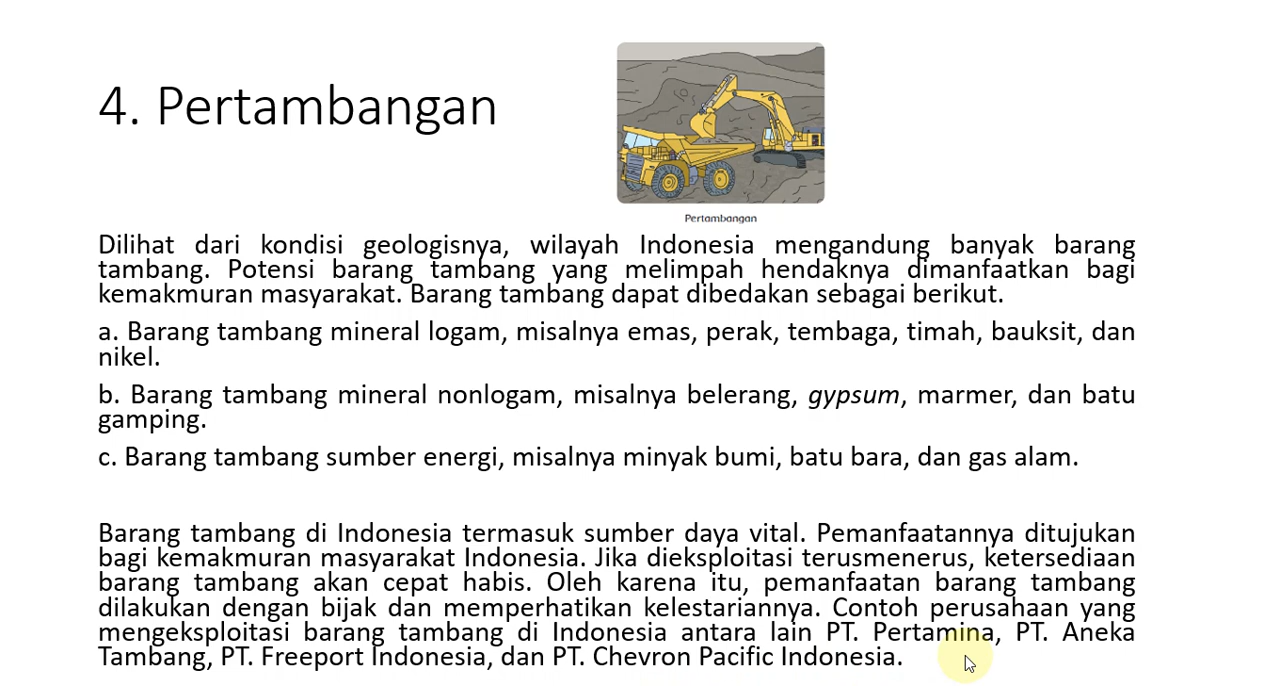 4. Pertambangan
Pertambangan
Dilihat dari kondisi geologisnya, wilayah Indonesia mengandung banyak barang
tambang. Potensi barang tambang yang melimpah hendaknya dimanfaatkan bagi
kemakmuran masyarakat. Barang tambang dapat dibedakan sebagai berikut.
a. Barang tambang mineral logam, misalnya emas, perak, tembaga, timah, bauksit, dan
nikel.
b. Barang tambang mineral nonlogam, misalnya belerang, gypsum, marmer, dan batu
gamping.
c. Barang tambang sumber energi, misalnya minyak bumi, batu bara, dan gas alam.
Barang tambang di Indonesia termasuk sumber daya vital. Pemanfaatannya ditujukan
bagi kemakmuran masyarakat Indonesia. Jika dieksploitasi terusmenerus, ketersediaan
barang tambang akan cepat habis. Oleh karena itu, pemanfaatan barang tambang
dilakukan dengan bijak dan memperhatikan kelestariannya. Contoh perusahaan yang
mengeksploitasi barang tambang di Indonesia antara lain PT. Pertamina, PT. Aneka
Tambang, PT. Freeport Indonesia, dan PT. Chevron Pacific Indonesia.